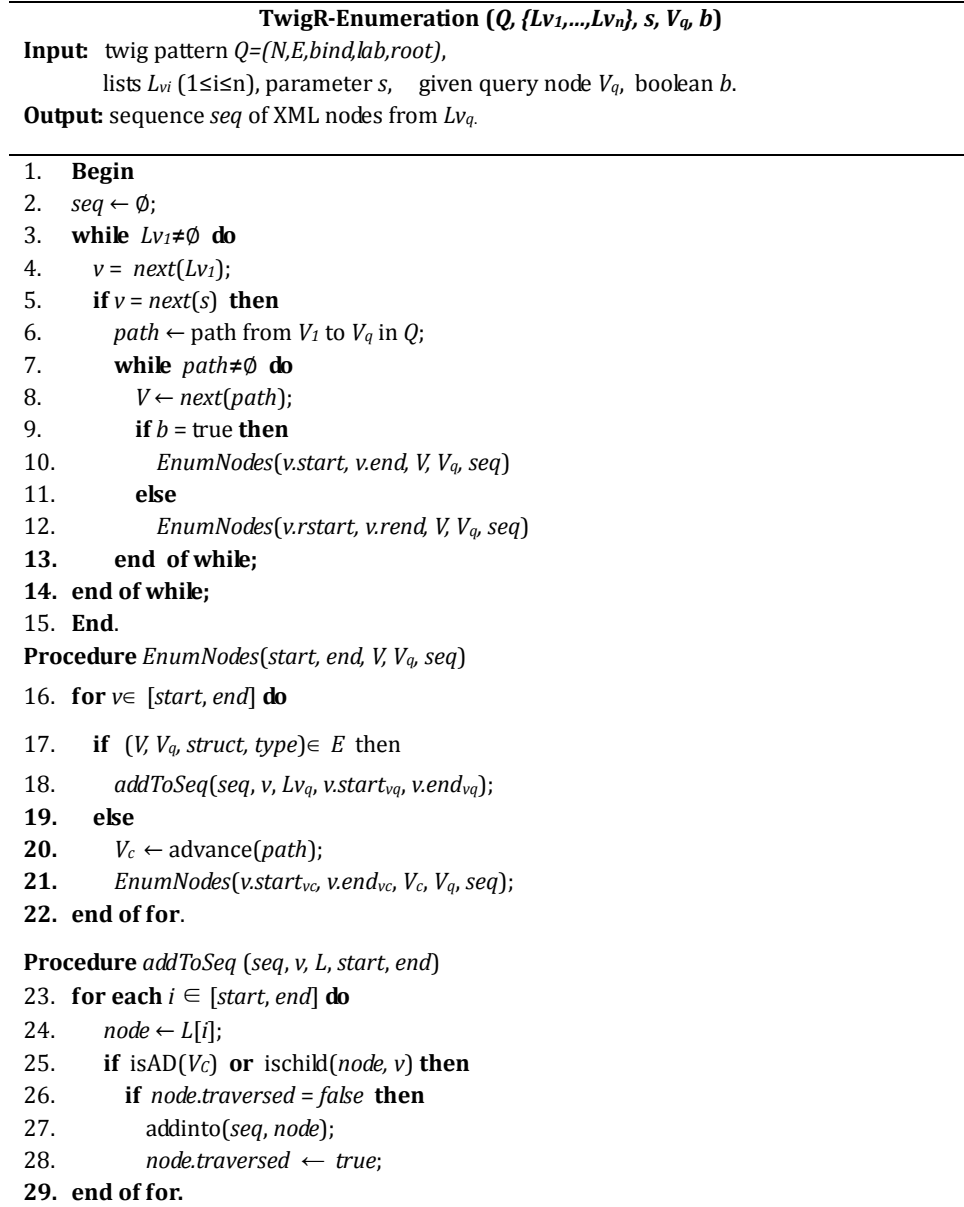 TwigR-Enumeration (Q, {Lv1,...,Lvn}, s, Vq, b)
Input: twig pattern Q=(N,E,bind,lab,root),
lists Lvi (1≤i≤n), parameter s, given query node Vq, boolean b.
Output: sequence seq of XML nodes from Lvq.
1. Begin
2. seq ← ∅;
3. while Lv1≠∅ do
4. v = next(Lv1);
5. if v = next(s) then
6. path ← path from V1 to Vq in Q;
7. while path≠∅ do
8. V ← next(path);
9. if b = true then
10. EnumNodes(v.start, v.end, V, Vq, seq)
11. else
12. EnumNodes(v.rstart, v.rend, V, Vq, seq)
13. end of while;
14. end of while;
15. End.
Procedure EnumNodes(start, end, V, Vq, seq)
16. for v∈ [start, end] do
17. if (V, Vq, struct, type)∈ E then
18. addToSeq(seq, v, Lvq, v.startvq, v.endvq);
19. else
20. Vc ← advance(path);
21. EnumNodes(v.startvc, v.endvc, Vc, Vq, seq);
22. end of for.
Procedure addToSeq (seq, v, L, start, end)
23. for each i ∈ [start, end] do
24. node ← L[i];
25. if isAD(VC) or ischild(node, v) then
26. if node.traversed = false then
27. addinto(seq, node);
28. node.traversed ← true;
29. end of for.